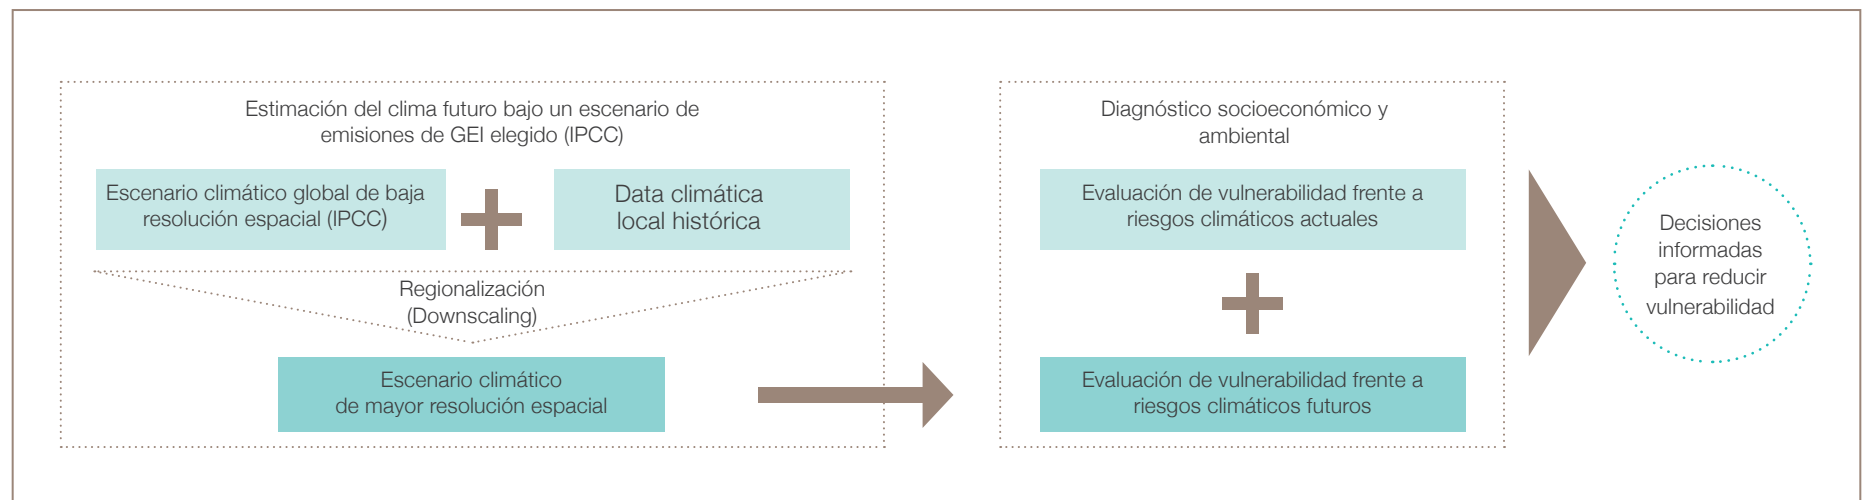 Estimación del clima futuro bajo un escenario de
emisiones de GEI elegido (IPCC)
Escenario climático global de baja
resolución espacial (IPCC)
Data climática
local histórica
Regionalización
(Downscaling)
Escenario climático
de mayor resolución espacial
Diagnóstico socioeconómico y
ambiental
Evaluación de vulnerabilidad frente a
riesgos climáticos actuales
Evaluación de vulnerabilidad frente a
riesgos climáticos futuros
Decisiones
informadas
para reducir
vulnerabilidad